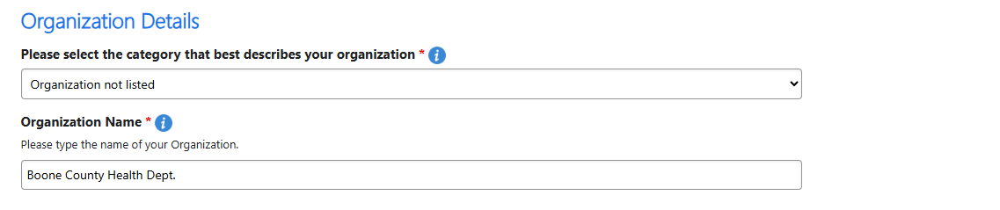 Organization Details
Please select the category that best describes your organization * i
Organization not listed
Organization Name * i
Please type the name of your Organization.
Boone County Health Dept.